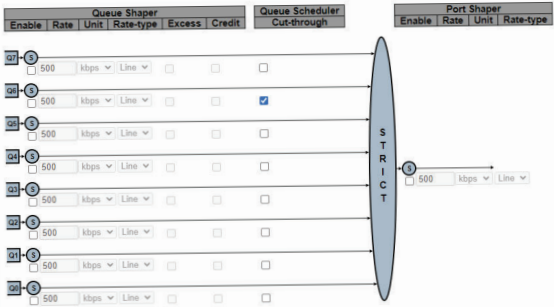 Queue Shaper Queue Scheduler Port Shaper
Enable Rate Unit Rate-type Excess Credit Cut-through Enable Rate Unit Rate-type
Q7 S
500 kbps Line
Q6 S
500 kbps Line
Q5 S
500 kbps Line
Q4 S
500 kbps Line
Q3 S
500 kbps Line
Q2 S
500 kbps Line
Q1 S
500 kbps Line
Q0 S
500 kbps Line
STRICT
S
500 kbps Line